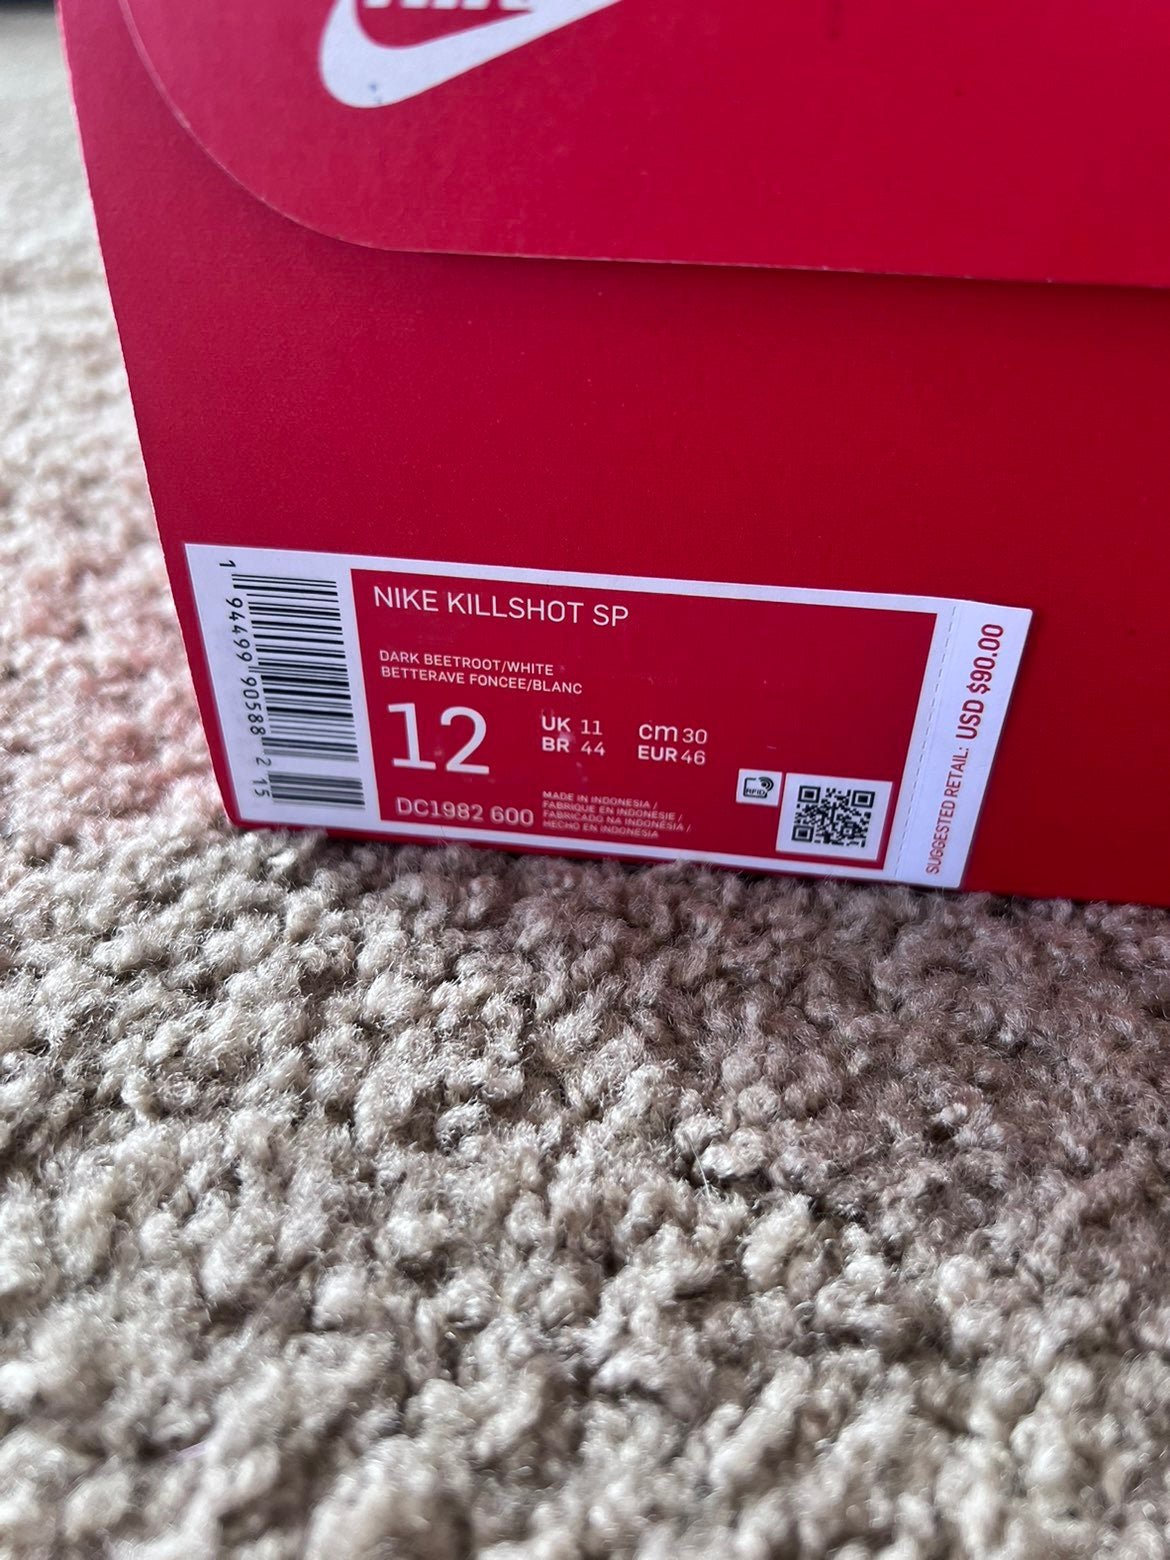 NIKE
NIKE KILLSHOT SP
DARK BEETROOT/WHITE
BETTERAVE FONCEE/BLANC
12
UK 11
BR 44
cm 30
EUR 46
DC1982 600
MADE IN INDONESIA /
FABRIQUE EN INDONESIE /
FABRICADO NA INDONÉSIA /
HECHO EN INDONESIA
RFID
1 94499 90588 2 15
SUGGESTED RETAIL: USD $90.00